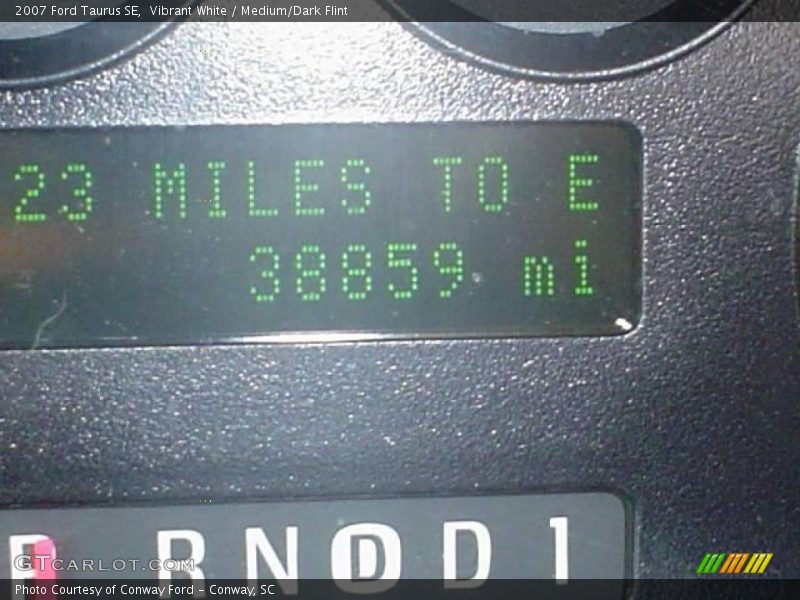 2007 Ford Taurus SE, Vibrant White / Medium/Dark Flint
23 MILES TO E
38859 mi
P R N D D 1
GTCARLOT.COM
Photo Courtesy of Conway Ford - Conway, SC